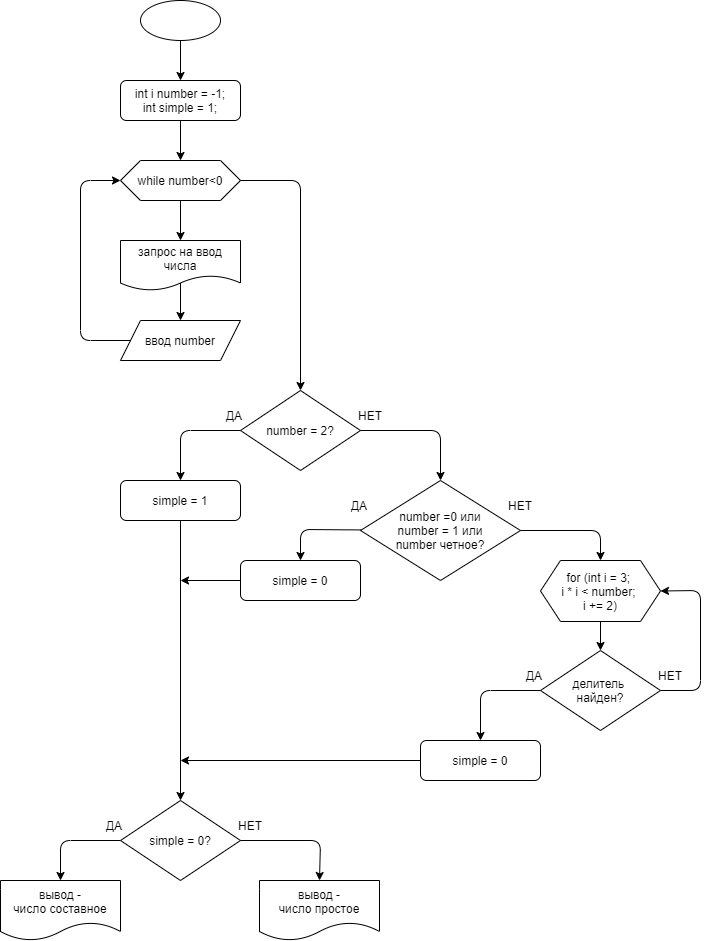 int i number = -1;
int simple = 1;
while number<0
запрос на ввод
числа
ввод number
ДА
НЕТ
number = 2?
simple = 1
ДА
НЕТ
number =0 или
number = 1 или
number четное?
simple = 0
for (int i = 3;
i * i < number;
i += 2)
ДА
НЕТ
делитель
найден?
simple = 0
ДА
НЕТ
simple = 0?
вывод -
число составное
вывод -
число простое